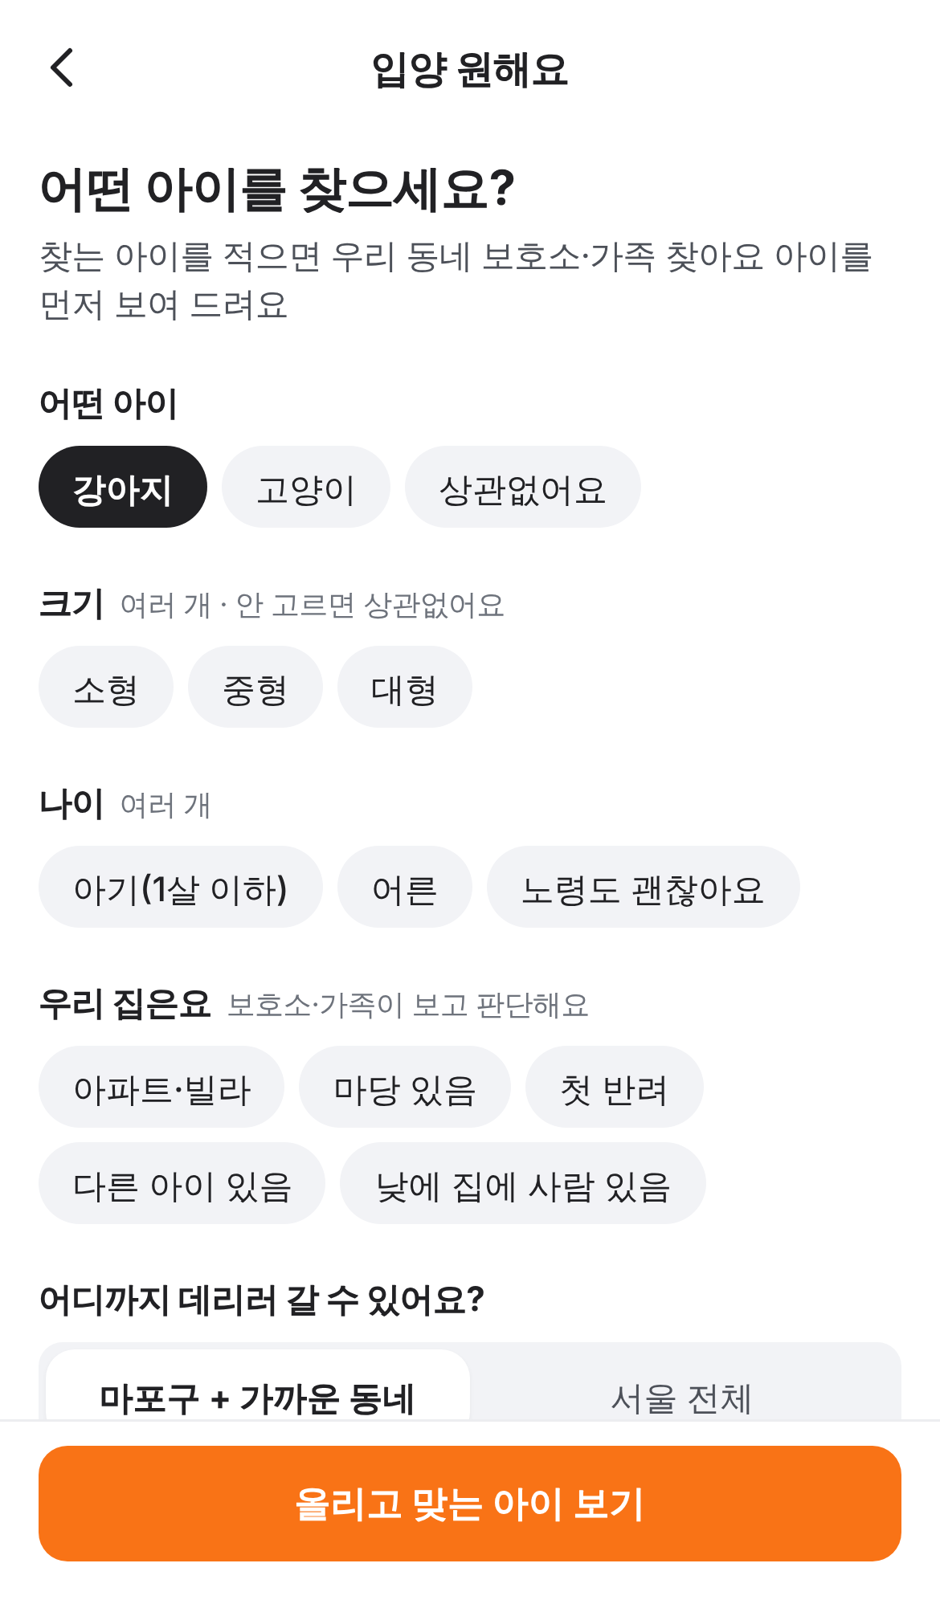 입양 원해요
어떤 아이를 찾으세요?
찾는 아이를 적으면 우리 동네 보호소·가족 찾아요 아이를
먼저 보여 드려요
어떤 아이
강아지 고양이 상관없어요
크기 여러 개 · 안 고르면 상관없어요
소형 중형 대형
나이 여러 개
아기(1살 이하) 어른 노령도 괜찮아요
우리 집은요 보호소·가족이 보고 판단해요
아파트·빌라 마당 있음 첫 반려
다른 아이 있음 낮에 집에 사람 있음
어디까지 데리러 갈 수 있어요?
마포구 + 가까운 동네 서울 전체
올리고 맞는 아이 보기